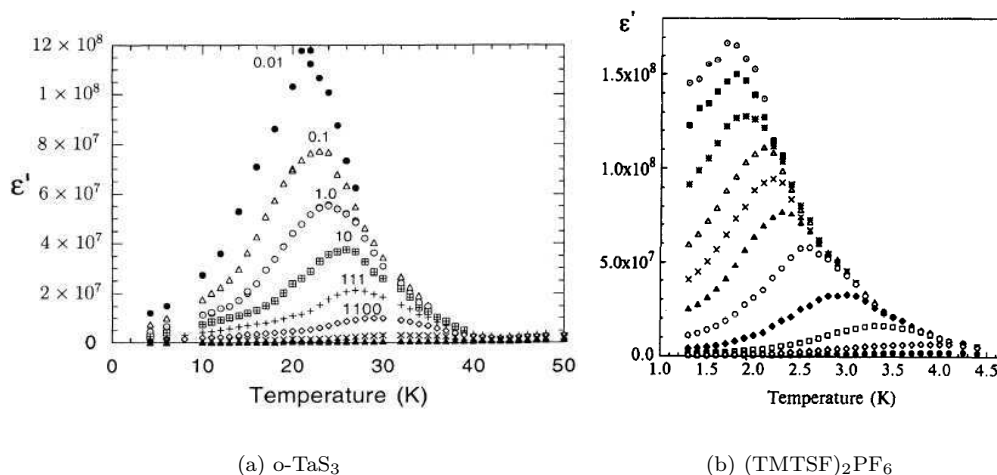 12 × 10⁸
1 × 10⁸
8 × 10⁷
6 × 10⁷
4 × 10⁷
2 × 10⁷
0
ε'
0.01
0.1
1.0
10
111
1100
0 10 20 30 40 50
Temperature (K)
(a) o-TaS₃
ε'
1.5x10⁸
1.0x10⁸
5.0x10⁷
0.0
1.0 1.5 2.0 2.5 3.0 3.5 4.0 4.5
Temperature (K)
(b) (TMTSF)₂PF₆